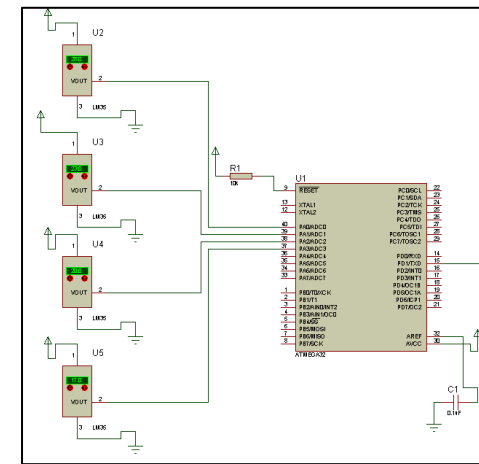 U2
1
VOUT
2
3
LM35
U3
1
VOUT
2
3
LM35
U4
1
VOUT
2
3
LM35
U5
1
VOUT
2
3
LM35
R1
10k
U1
9 RESET
13 XTAL1
12 XTAL2
40 PA0/ADC0
39 PA1/ADC1
38 PA2/ADC2
37 PA3/ADC3
36 PA4/ADC4
35 PA5/ADC5
34 PA6/ADC6
33 PA7/ADC7
1 PB0/T0/XCK
2 PB1/T1
3 PB2/AIN0/INT2
4 PB3/AIN1/OC0
5 PB4/SS
6 PB5/MOSI
7 PB6/MISO
8 PB7/SCK
PC0/SCL 22
PC1/SDA 23
PC2/TCK 24
PC3/TMS 25
PC4/TDO 26
PC5/TDI 27
PC6/TOSC1 28
PC7/TOSC2 29
PD0/RXD 14
PD1/TXD 15
PD2/INT0 16
PD3/INT1 17
PD4/OC1B 18
PD5/OC1A 19
PD6/ICP1 20
PD7/OC2 21
AREF 32
AVCC 30
ATMEGA32
C1
0.1uF